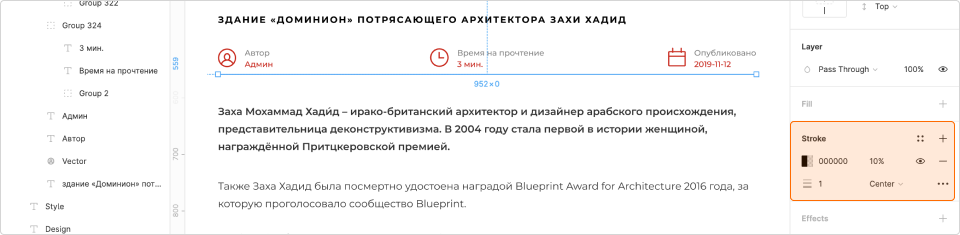 Group 322
Group 324
3 мин.
Время на прочтение
Group 2
Админ
Автор
Vector
здание «Доминион» пот...
Style
Design
559
700
800
ЗДАНИЕ «ДОМИНИОН» ПОТРЯСАЮЩЕГО АРХИТЕКТОРА ЗАХИ ХАДИД
Автор
Админ
Время на прочтение
3 мин.
Опубликовано
2019-11-12
952 × 0
Заха Мохаммад Хади́д – ирако-британский архитектор и дизайнер арабского происхождения,
представительница деконструктивизма. В 2004 году стала первой в истории женщиной,
награждённой Притцкеровской премией.
Также Заха Хадид была посмертно удостоена наградой Blueprint Award for Architecture 2016 года, за
которую проголосовало сообщество Blueprint.
Top
Layer
Pass Through 100%
Fill
Stroke
000000 10%
1 Center
Effects